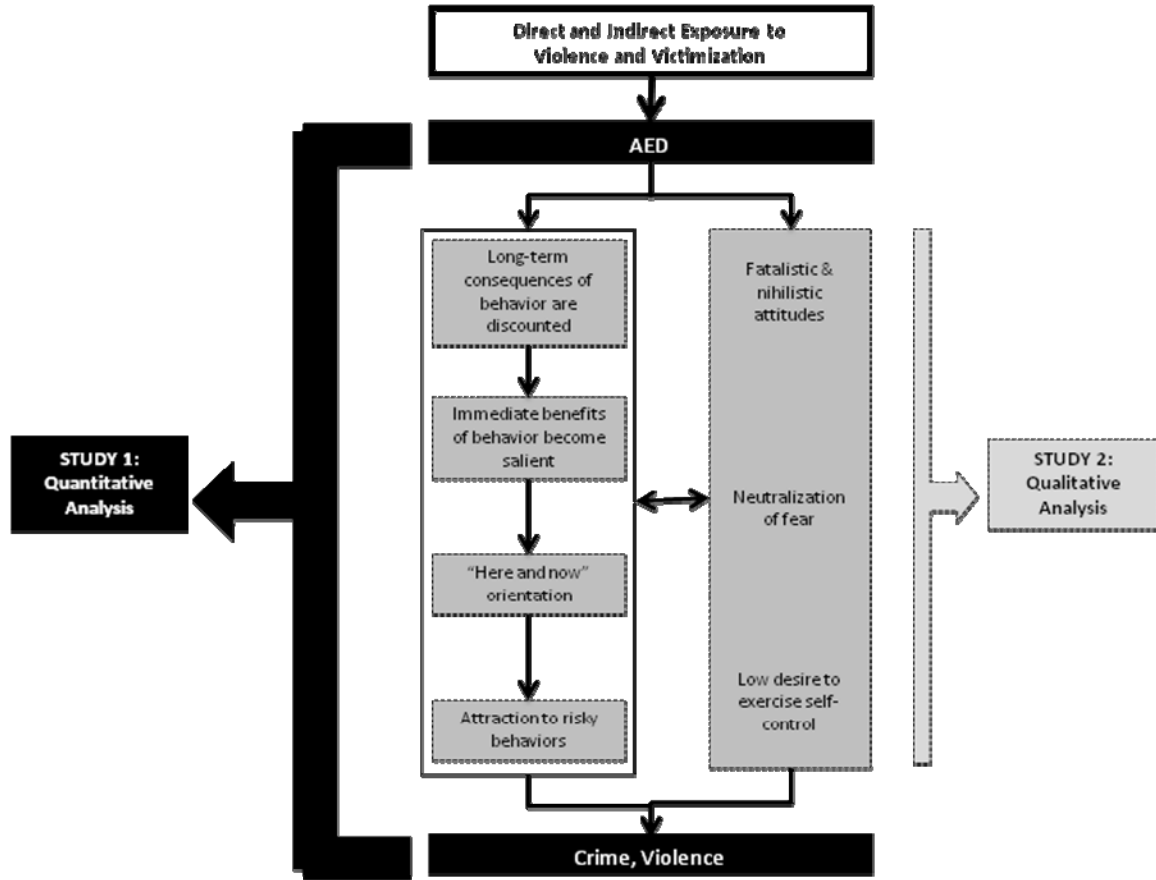 Direct and Indirect Exposure to
Violence and Victimization
AED
Long-term
consequences of
behavior are
discounted
Immediate benefits
of behavior become
salient
"Here and now"
orientation
Attraction to risky
behaviors
Fatalistic &
nihilistic
attitudes
Neutralization
of fear
Low desire to
exercise self-
control
STUDY 1:
Quantitative
Analysis
STUDY 2:
Qualitative
Analysis
Crime, Violence